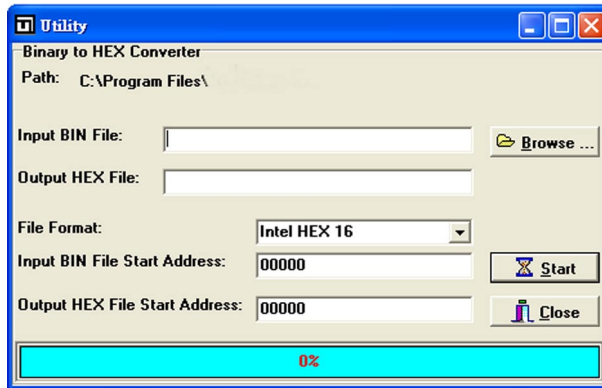 Utility
Binary to HEX Converter
Path: C:\Program Files\
Input BIN File:
Browse ...
Output HEX File:
File Format: Intel HEX 16
Input BIN File Start Address: 00000
Start
Output HEX File Start Address: 00000
Close
0%